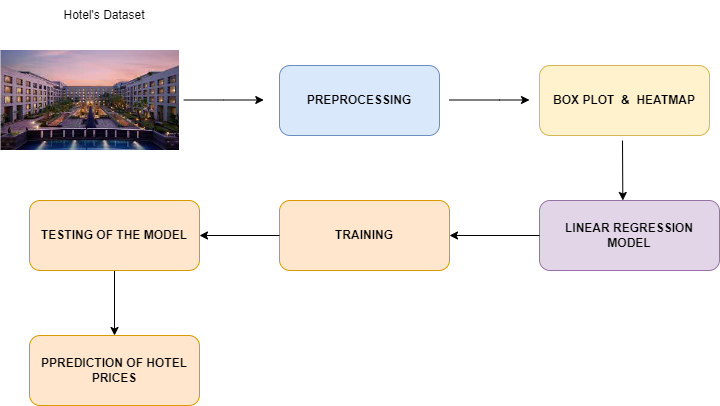 Hotel's Dataset
PREPROCESSING
BOX PLOT & HEATMAP
LINEAR REGRESSION
MODEL
TRAINING
TESTING OF THE MODEL
PPREDICTION OF HOTEL
PRICES